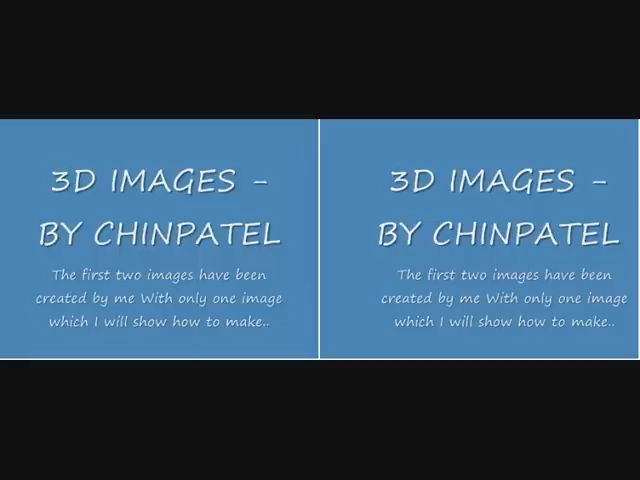 3D IMAGES -
BY CHINPATEL
The first two images have been
created by me With only one image
which I will show how to make..
3D IMAGES -
BY CHINPATEL
The first two images have been
created by me With only one image
which I will show how to make..